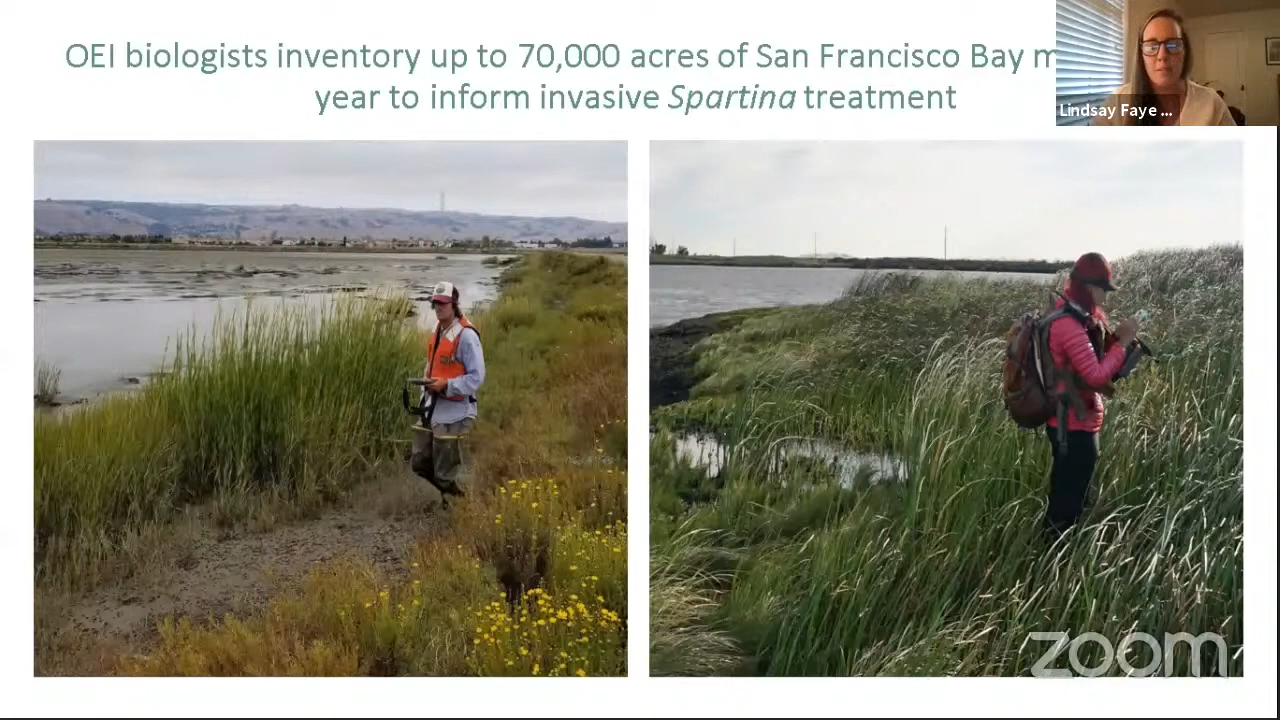 OEI biologists inventory up to 70,000 acres of San Francisco Bay
year to inform invasive Spartina treatment
Lindsay Faye ...
zoom